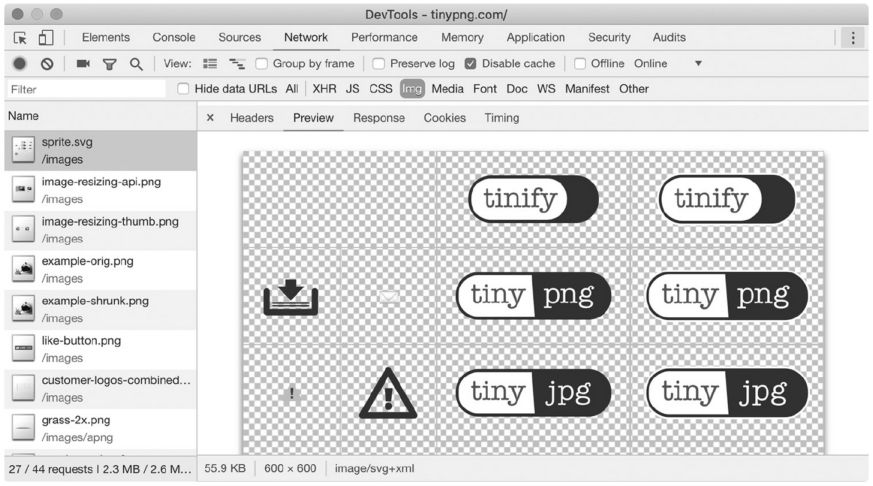 DevTools - tinypng.com/
Elements Console Sources Network Performance Memory Application Security Audits
View: Group by frame Preserve log Disable cache Offline Online
Filter Hide data URLs All XHR JS CSS Img Media Font Doc WS Manifest Other
Name
× Headers Preview Response Cookies Timing
sprite.svg
/images
image-resizing-api.png
/images
image-resizing-thumb.png
/images
example-orig.png
/images
example-shrunk.png
/images
like-button.png
/images
customer-logos-combined...
/images
grass-2x.png
/images/apng
tinify tinify
tiny png tiny png
tiny jpg tiny jpg
27 / 44 requests | 2.3 MB / 2.6 M... 55.9 KB 600 × 600 image/svg+xml